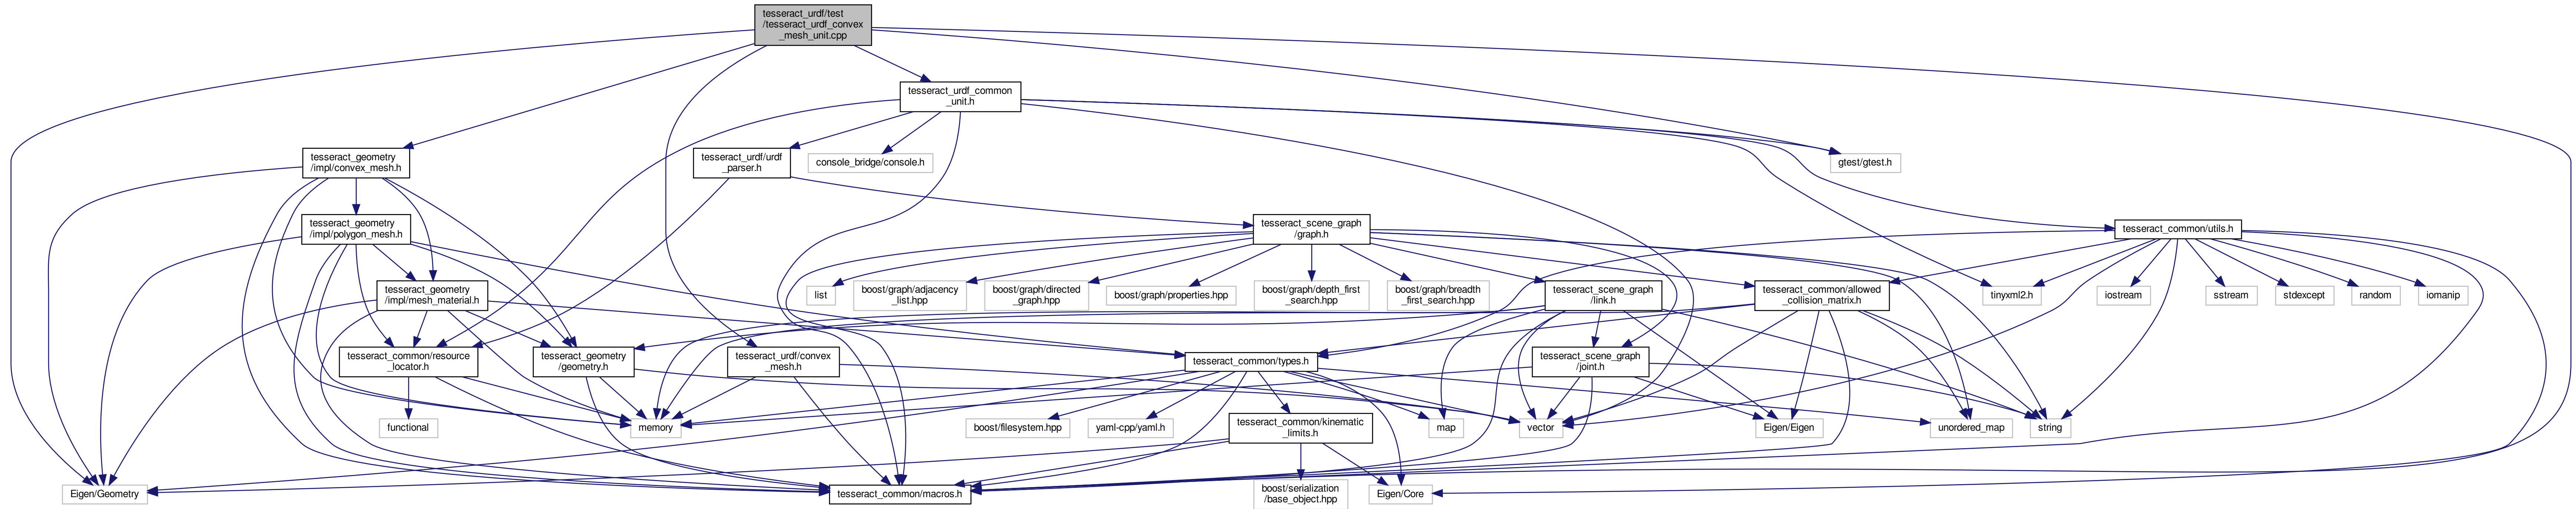 tesseract_urdf/test
/tesseract_urdf_convex
_mesh_unit.cpp
tesseract_urdf_common
_unit.h
tesseract_geometry
/impl/convex_mesh.h
tesseract_urdf/urdf
_parser.h
console_bridge/console.h
gtest/gtest.h
tesseract_geometry
/impl/polygon_mesh.h
tesseract_scene_graph
/graph.h
tesseract_common/utils.h
tesseract_geometry
/impl/mesh_material.h
list
boost/graph/adjacency
_list.hpp
boost/graph/directed
_graph.hpp
boost/graph/properties.hpp
boost/graph/depth_first
_search.hpp
boost/graph/breadth
_first_search.hpp
tesseract_scene_graph
/link.h
tesseract_common/allowed
_collision_matrix.h
tinyxml2.h
iostream
sstream
stdexcept
random
iomanip
tesseract_common/resource
_locator.h
tesseract_geometry
/geometry.h
tesseract_urdf/convex
_mesh.h
tesseract_common/types.h
tesseract_scene_graph
/joint.h
functional
memory
boost/filesystem.hpp
yaml-cpp/yaml.h
tesseract_common/kinematic
_limits.h
map
vector
Eigen/Eigen
unordered_map
string
Eigen/Geometry
tesseract_common/macros.h
boost/serialization
/base_object.hpp
Eigen/Core